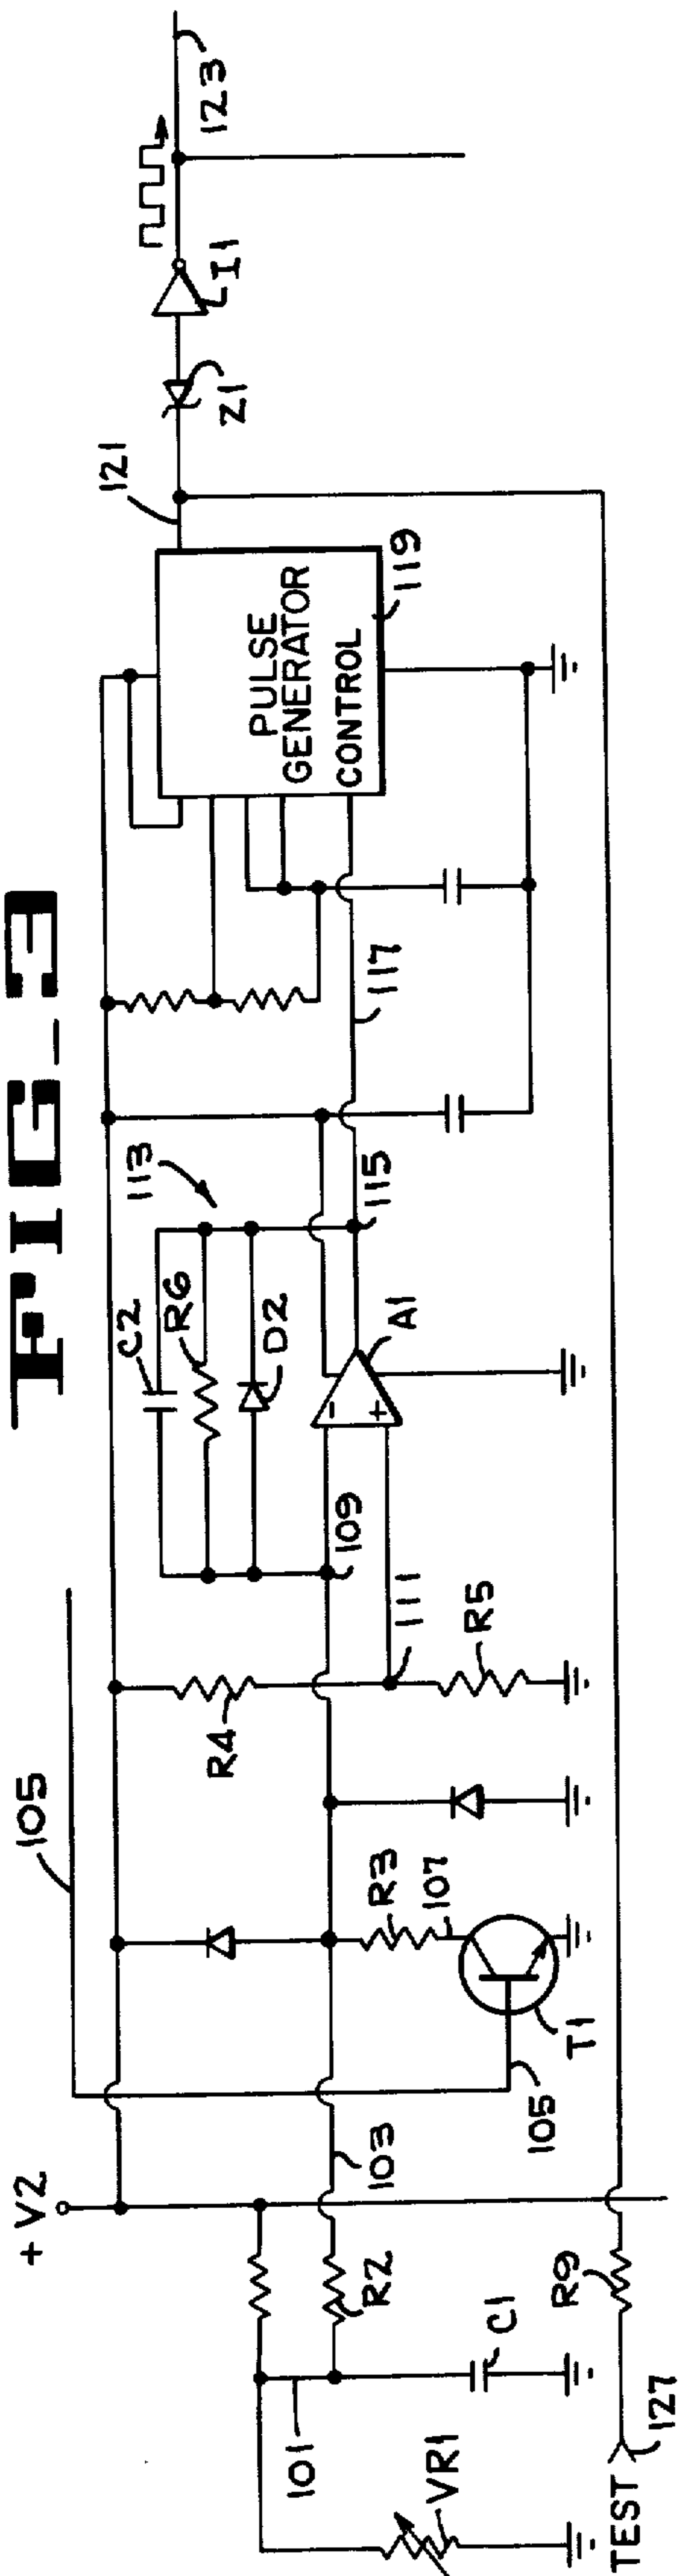 FIG_3
+ V2
105
101
VR1
C1
R2
103
105
T1
R3
107
R4
111
R5
109
C2
R6
D2
113
A1
115
117
PULSE
GENERATOR
CONTROL
119
121
Z1
I1
123
TEST
127
R9
-
+